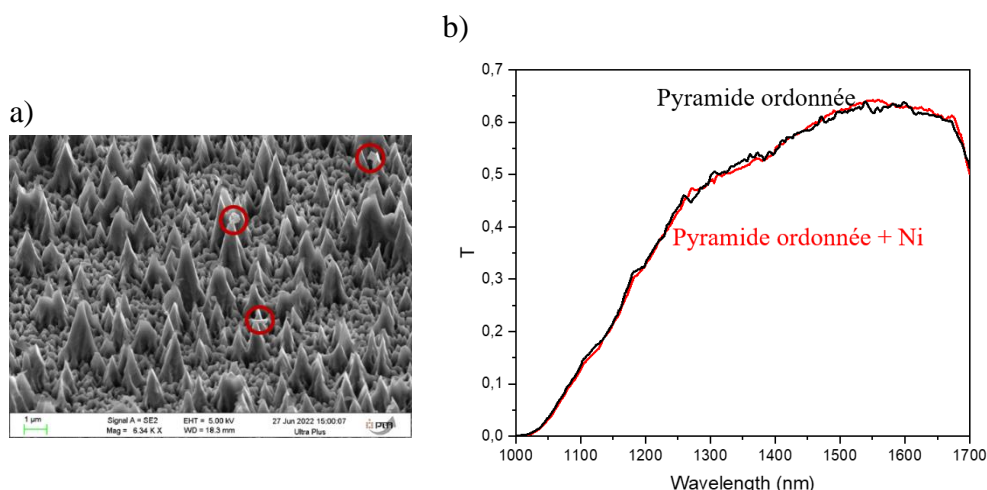 b)
a)
0,7
0,6
0,5
0,4
0,3
0,2
0,1
0,0
T
Pyramide ordonnée
Pyramide ordonnée + Ni
1000 1100 1200 1300 1400 1500 1600 1700
Wavelength (nm)
1 µm
Signal A = SE2 EHT = 5.00 kV 27 Jun 2022 15:00:07
Mag = 6.34 K X WD = 18.3 mm Ultra Plus